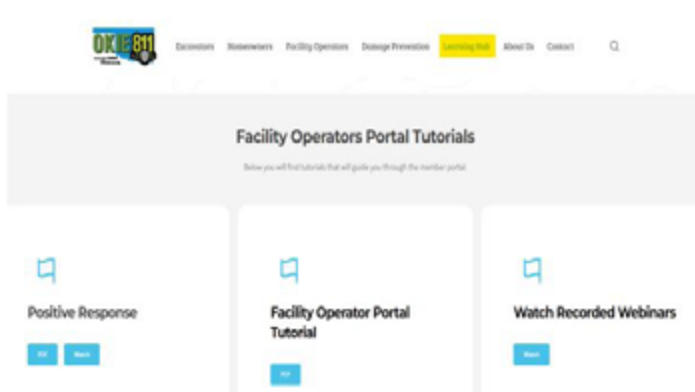 OKIE 811
Excavators Homeowners Facility Operators Damage Prevention Learning Hub About Us Contact
Facility Operators Portal Tutorials
Below you will find tutorials that will guide you through the member portal.
Positive Response
Facility Operator Portal
Tutorial
Watch Recorded Webinars
PDF Watch
PDF
Watch